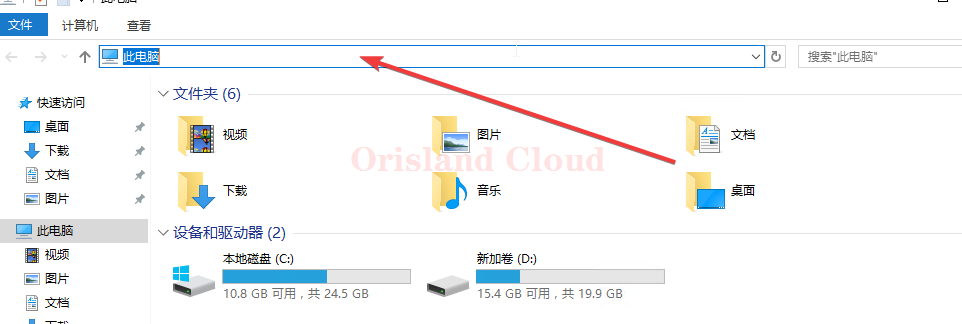 此电脑
文件 计算机 查看
此电脑 搜索"此电脑"
快速访问
桌面
下载
文档
图片
此电脑
视频
图片
文档
下载
文件夹 (6)
视频 图片 文档
Orisland Cloud
下载 音乐 桌面
设备和驱动器 (2)
本地磁盘 (C:) 新加卷 (D:)
10.8 GB 可用，共 24.5 GB 15.4 GB 可用，共 19.9 GB